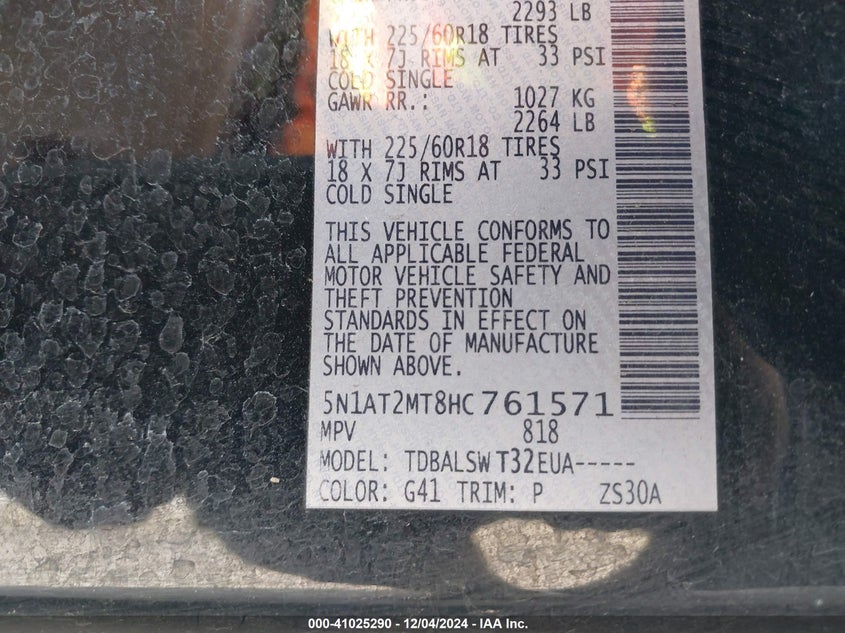 2293 LB
WITH 225/60R18 TIRES
18 X 7J RIMS AT 33 PSI
COLD SINGLE
GAWR RR.: 1027 KG
2264 LB
WITH 225/60R18 TIRES
18 X 7J RIMS AT 33 PSI
COLD SINGLE
THIS VEHICLE CONFORMS TO
ALL APPLICABLE FEDERAL
MOTOR VEHICLE SAFETY AND
THEFT PREVENTION
STANDARDS IN EFFECT ON
THE DATE OF MANUFACTURE
SHOWN ABOVE.
5N1AT2MT8HC761571
MPV 818
MODEL: TDBALSWT32EUA-----
COLOR: G41 TRIM: P ZS30A
000-41025290 - 12/04/2024 - IAA Inc.